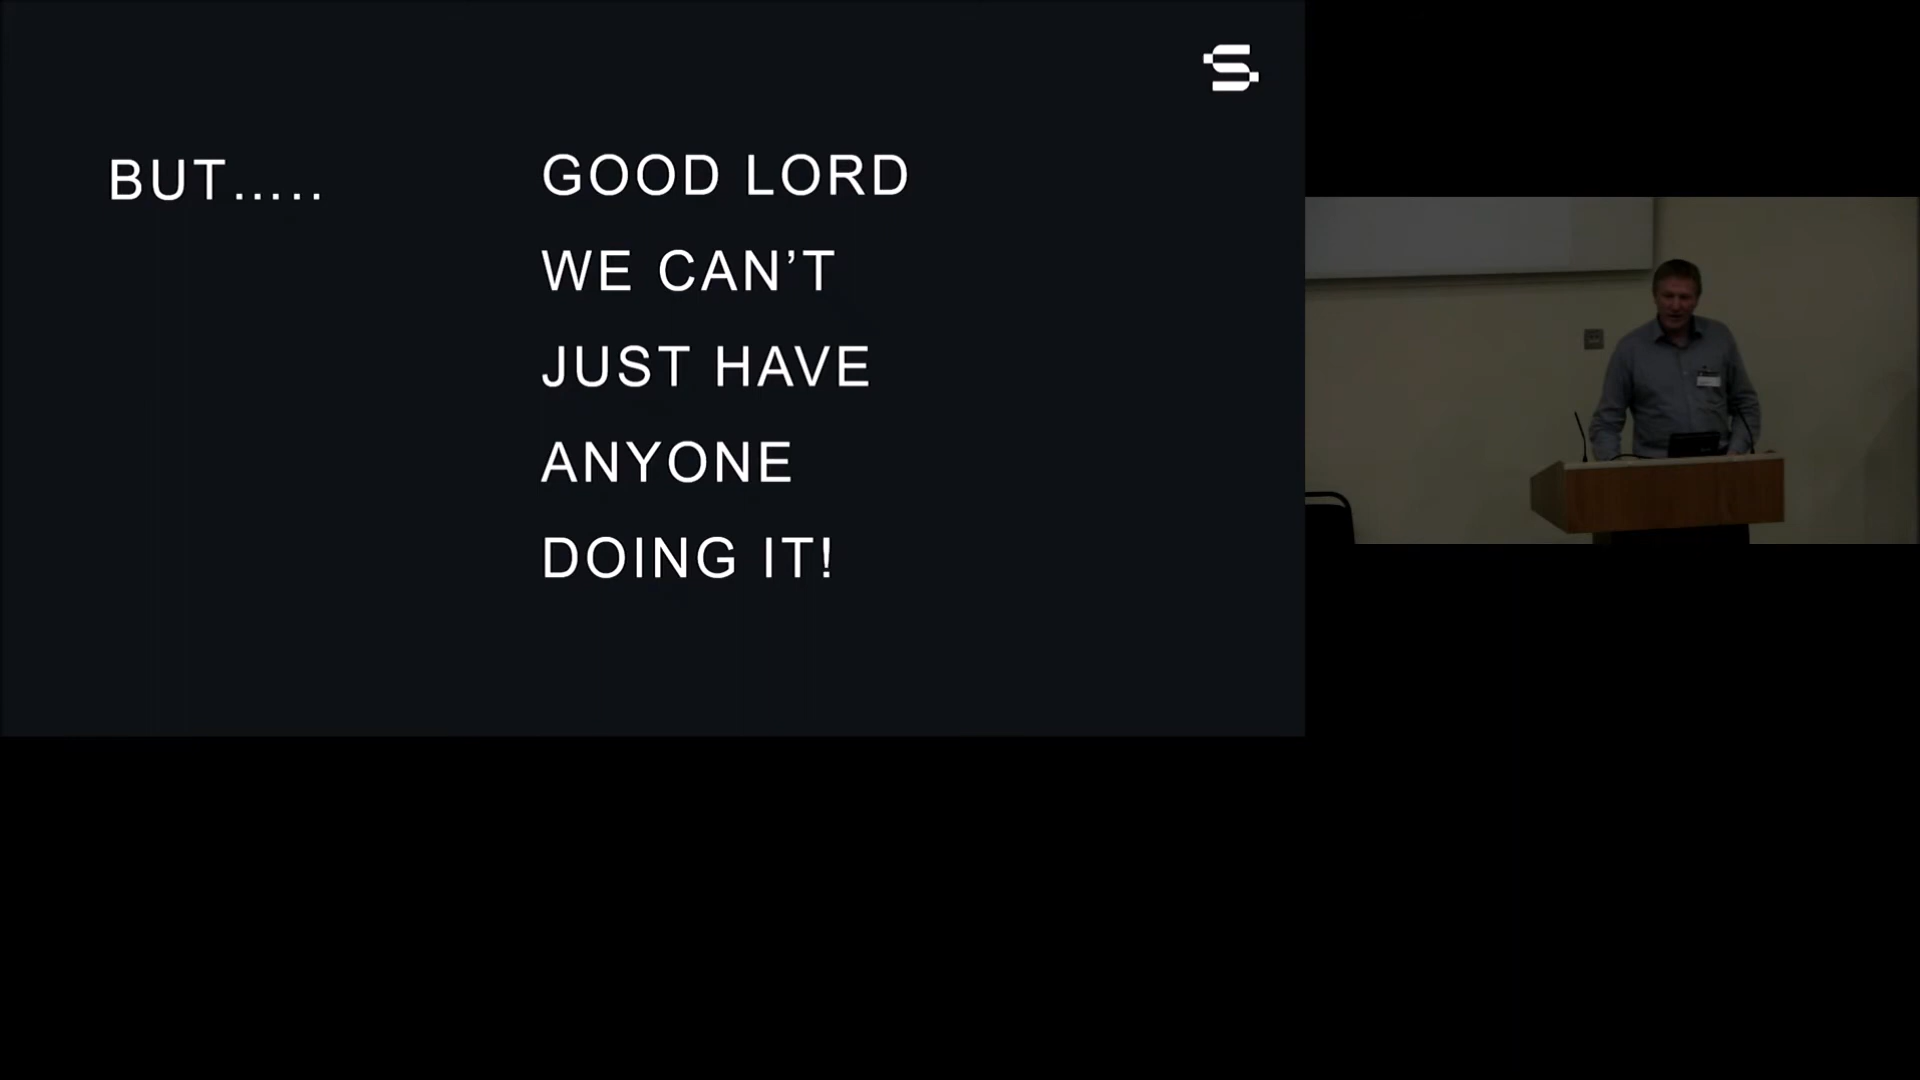 BUT.....
GOOD LORD
WE CAN’T
JUST HAVE
ANYONE
DOING IT!